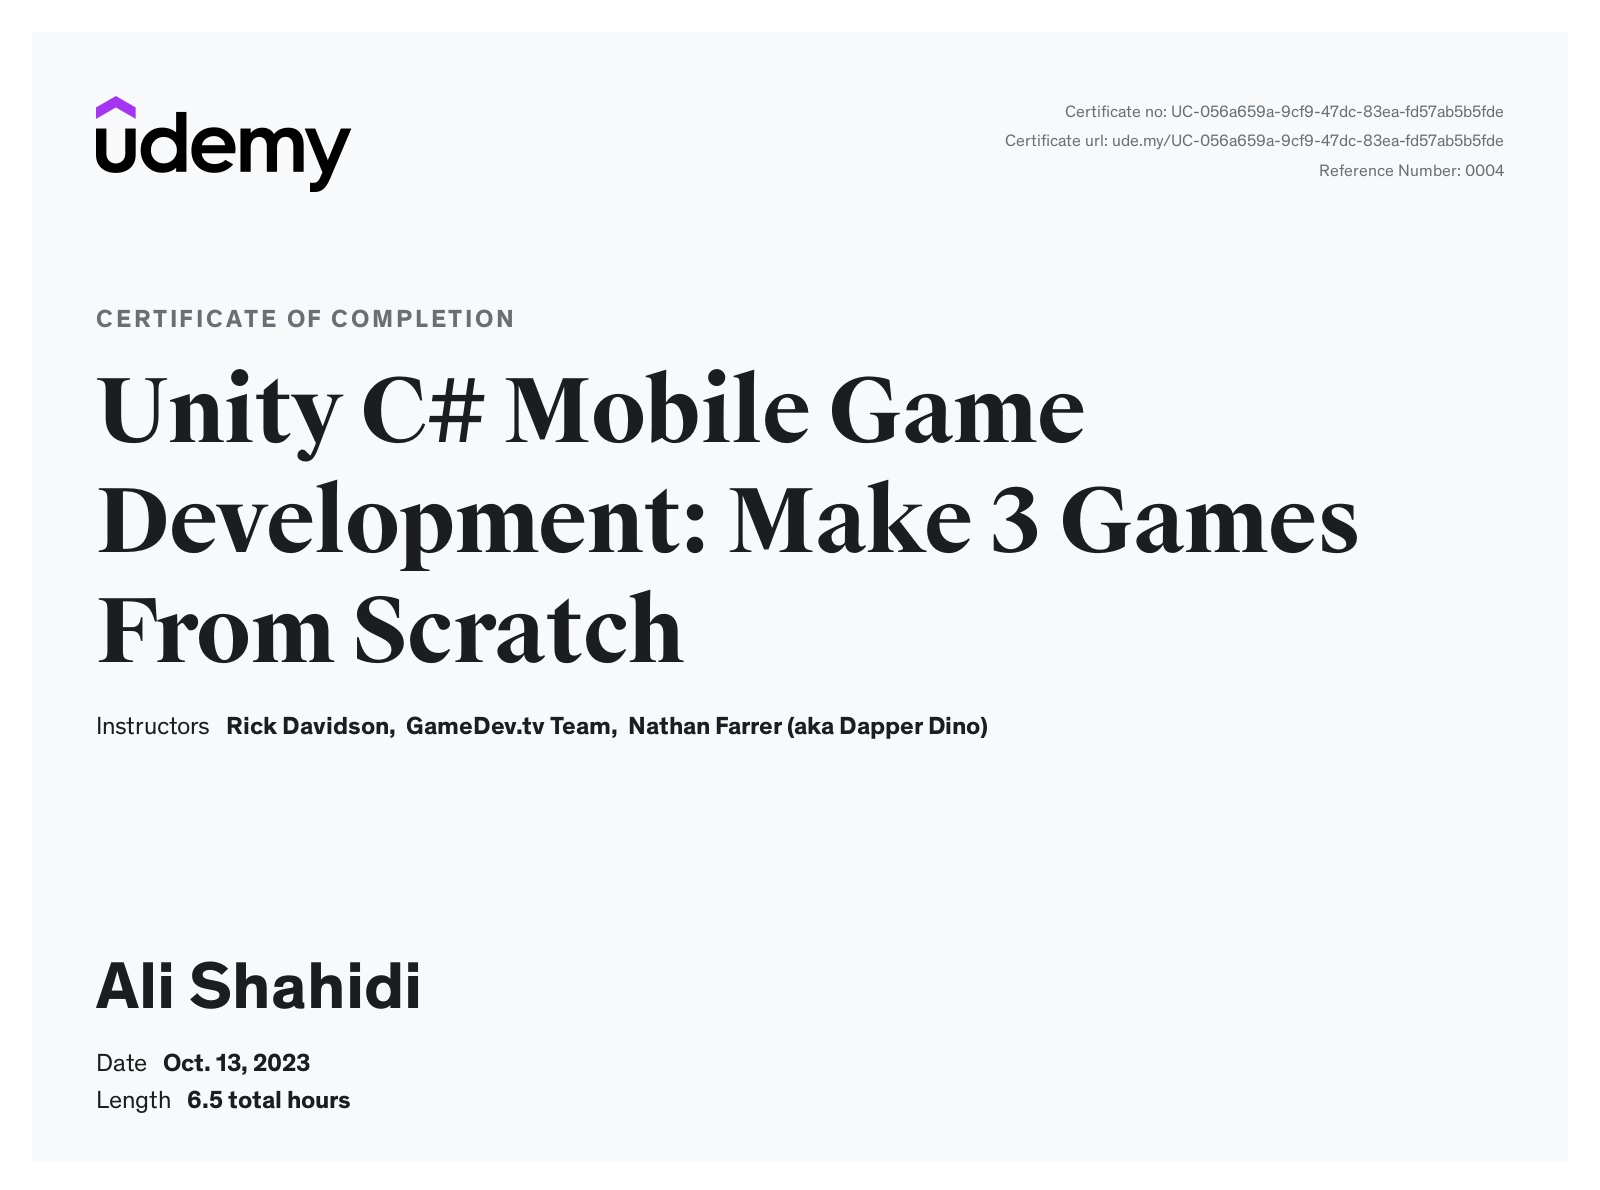 udemy
Certificate no: UC-056a659a-9cf9-47dc-83ea-fd57ab5b5fde
Certificate url: ude.my/UC-056a659a-9cf9-47dc-83ea-fd57ab5b5fde
Reference Number: 0004
CERTIFICATE OF COMPLETION
Unity C# Mobile Game
Development: Make 3 Games
From Scratch
Instructors Rick Davidson, GameDev.tv Team, Nathan Farrer (aka Dapper Dino)
Ali Shahidi
Date Oct. 13, 2023
Length 6.5 total hours